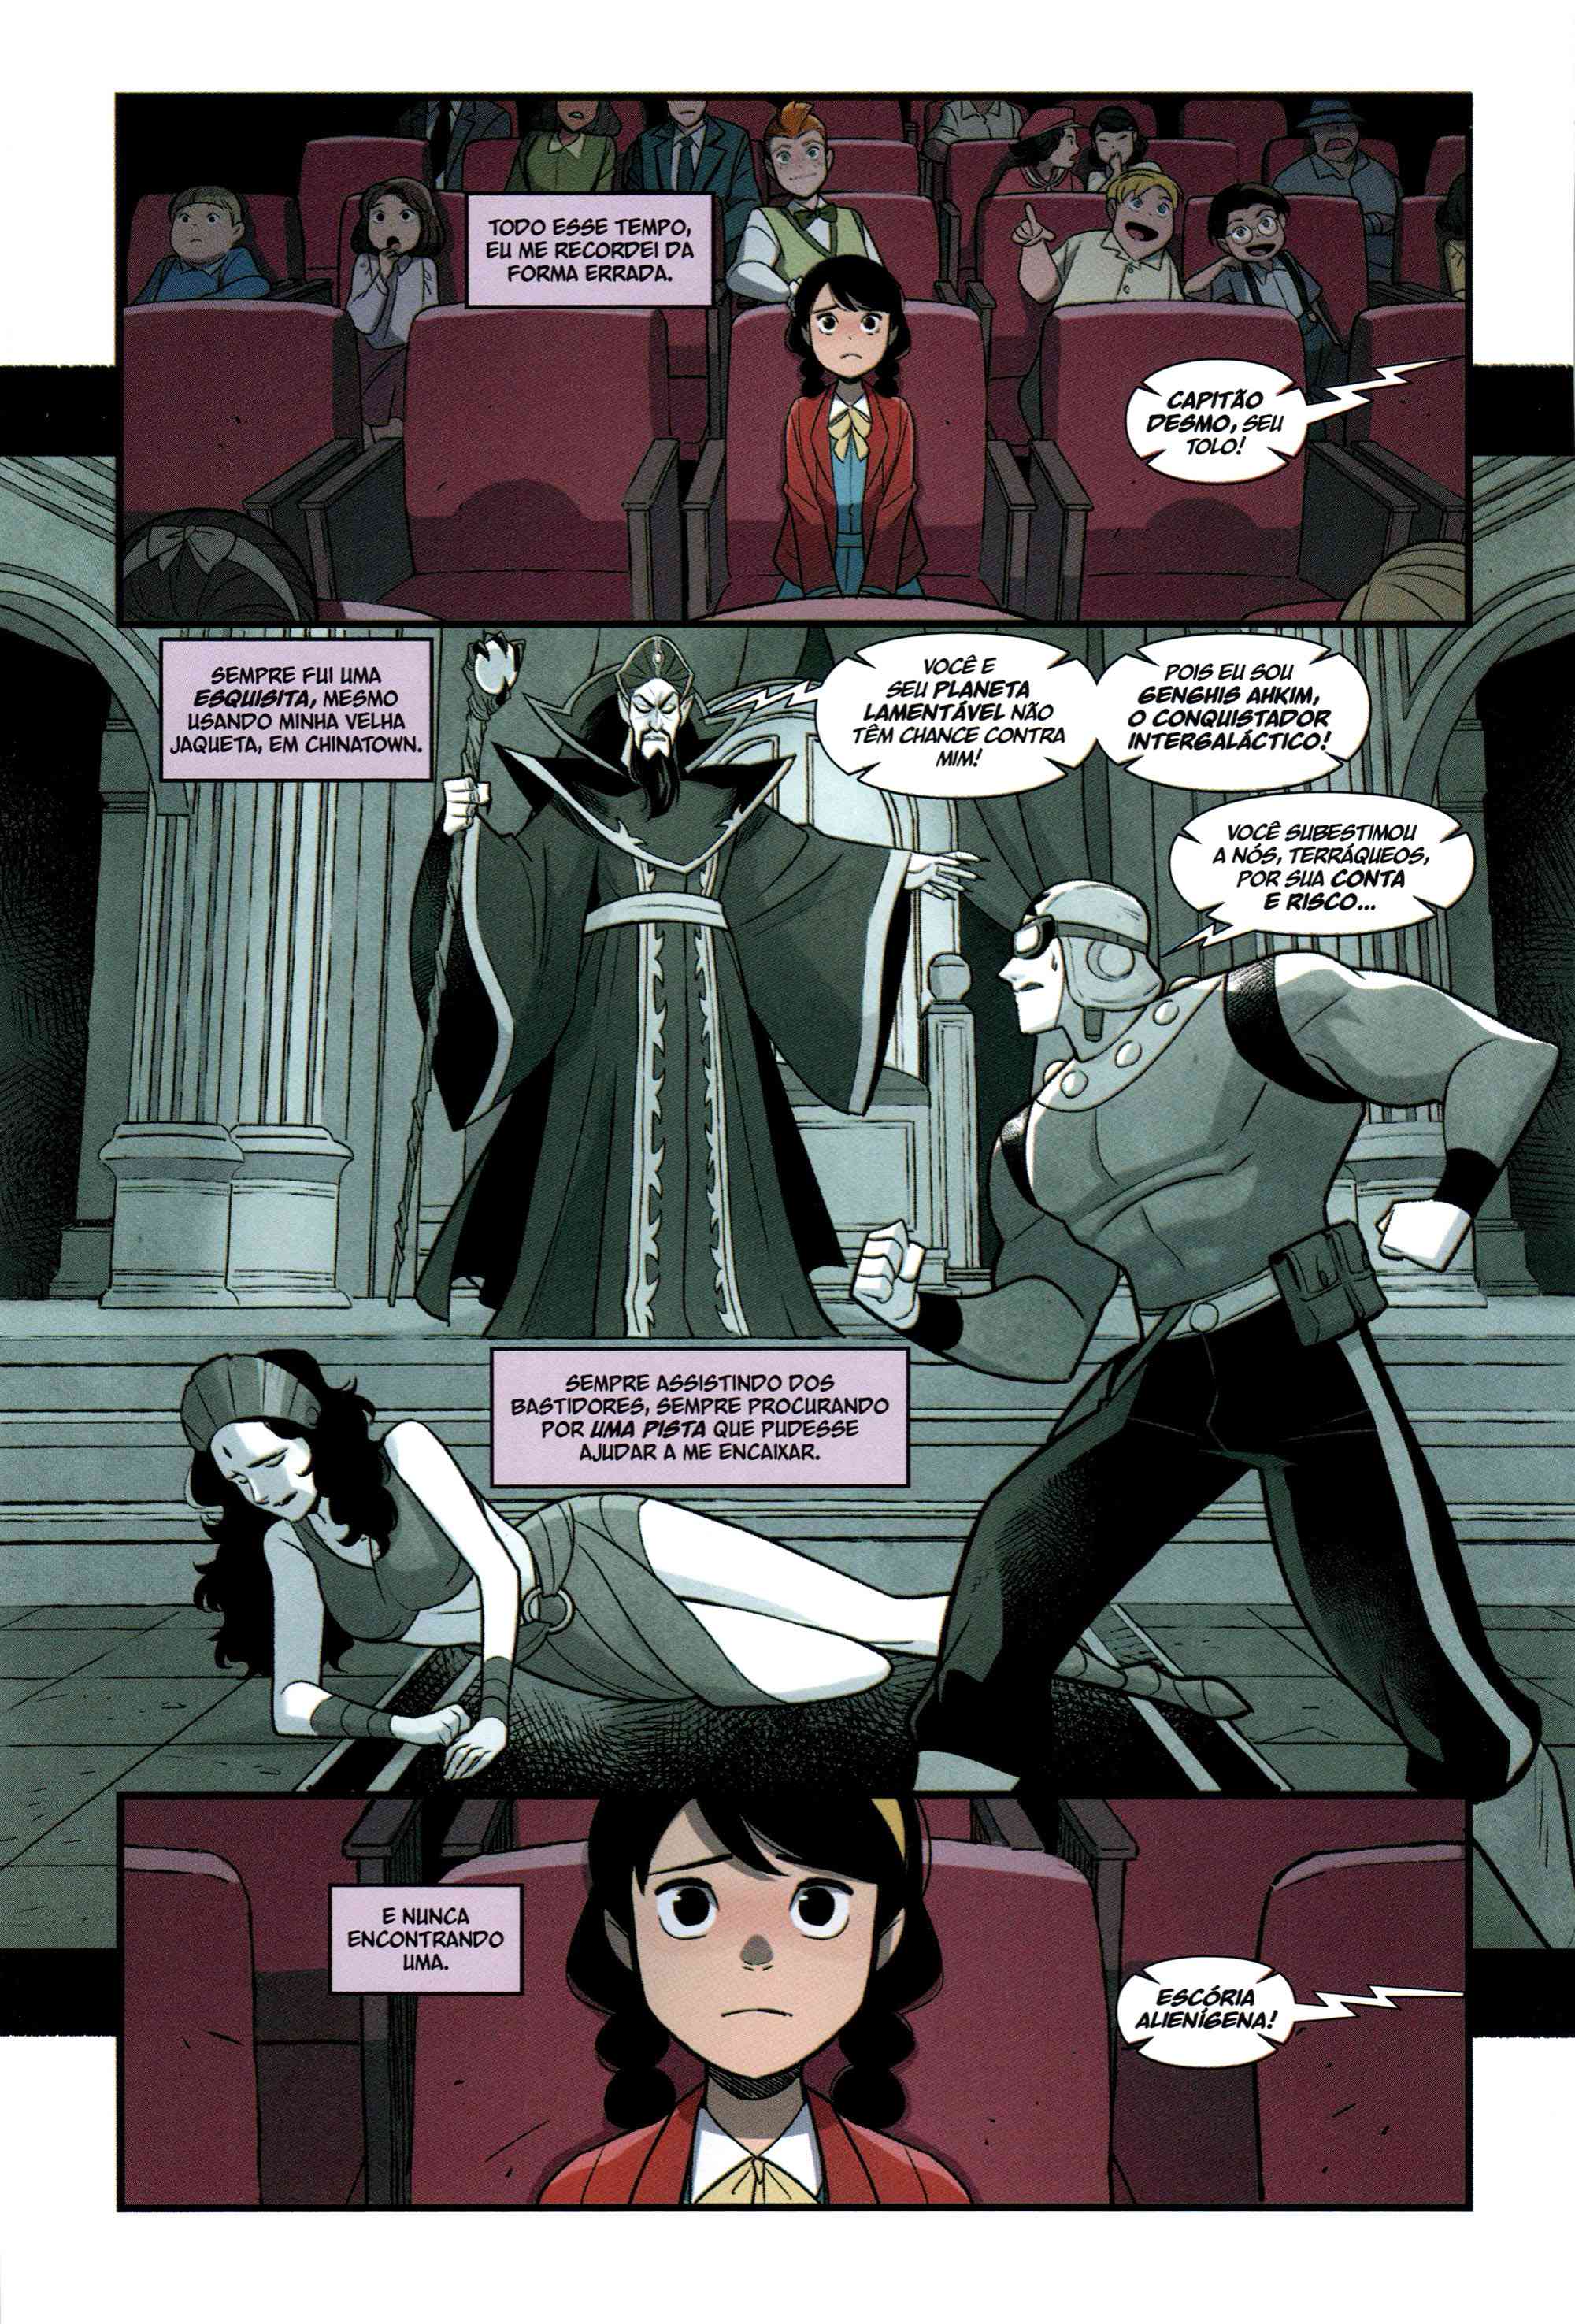 TODO ESSE TEMPO,
EU ME RECORDEI DA
FORMA ERRADA.
CAPITÃO
DESMO, SEU
TOLO!
SEMPRE FUI UMA
ESQUISITA, MESMO
USANDO MINHA VELHA
JAQUETA, EM CHINATOWN.
VOCÊ E
SEU PLANETA
LAMENTÁVEL NÃO
TÊM CHANCE CONTRA
MIM!
POIS EU SOU
GENGHIS AHKIM,
O CONQUISTADOR
INTERGALÁCTICO!
VOCÊ SUBESTIMOU
A NÓS, TERRÁQUEOS,
POR SUA CONTA
E RISCO...
SEMPRE ASSISTINDO DOS
BASTIDORES, SEMPRE PROCURANDO
POR UMA PISTA QUE PUDESSE
AJUDAR A ME ENCAIXAR.
E NUNCA
ENCONTRANDO
UMA.
ESCÓRIA
ALIENÍGENA!